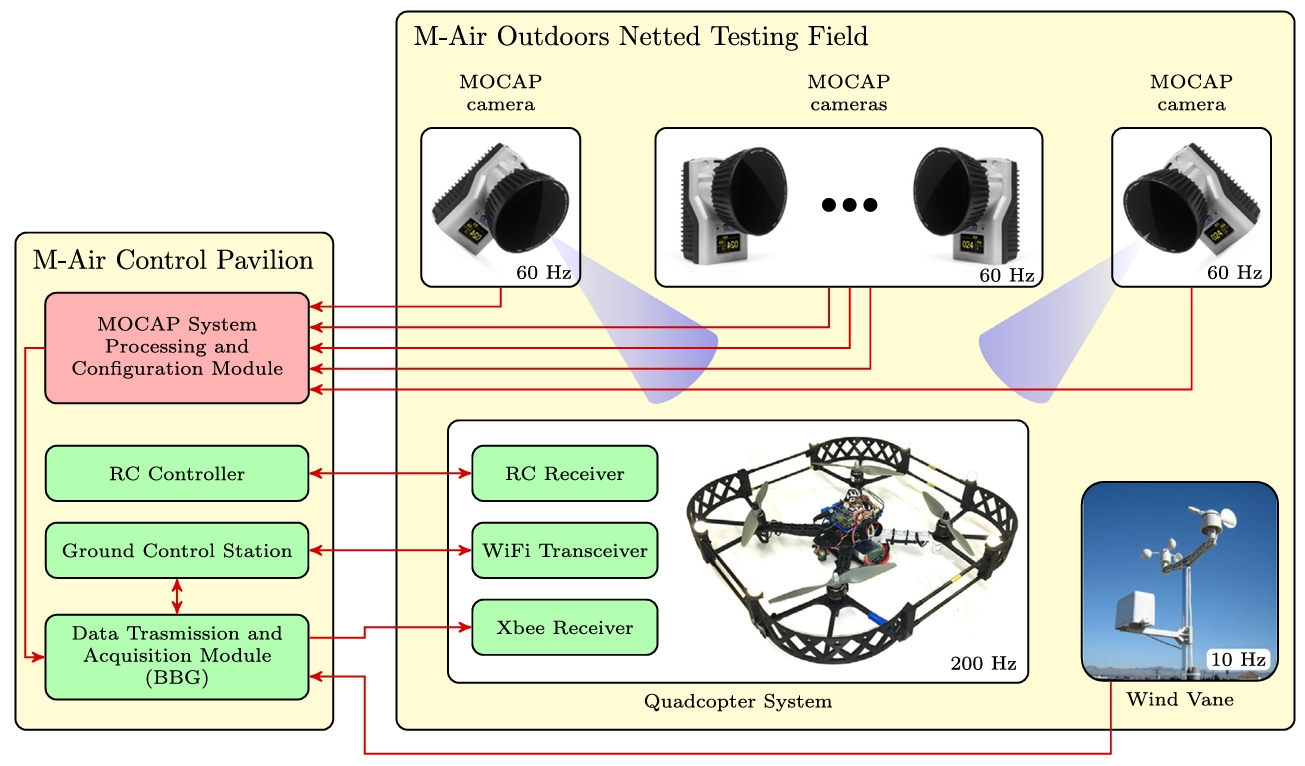 M-Air Outdoors Netted Testing Field
MOCAP
camera
MOCAP
cameras
MOCAP
camera
60 Hz
60 Hz
60 Hz
M-Air Control Pavilion
MOCAP System
Processing and
Configuration Module
RC Controller
Ground Control Station
Data Trasmission and
Acquisition Module
(BBG)
RC Receiver
WiFi Transceiver
Xbee Receiver
200 Hz
Quadcopter System
10 Hz
Wind Vane